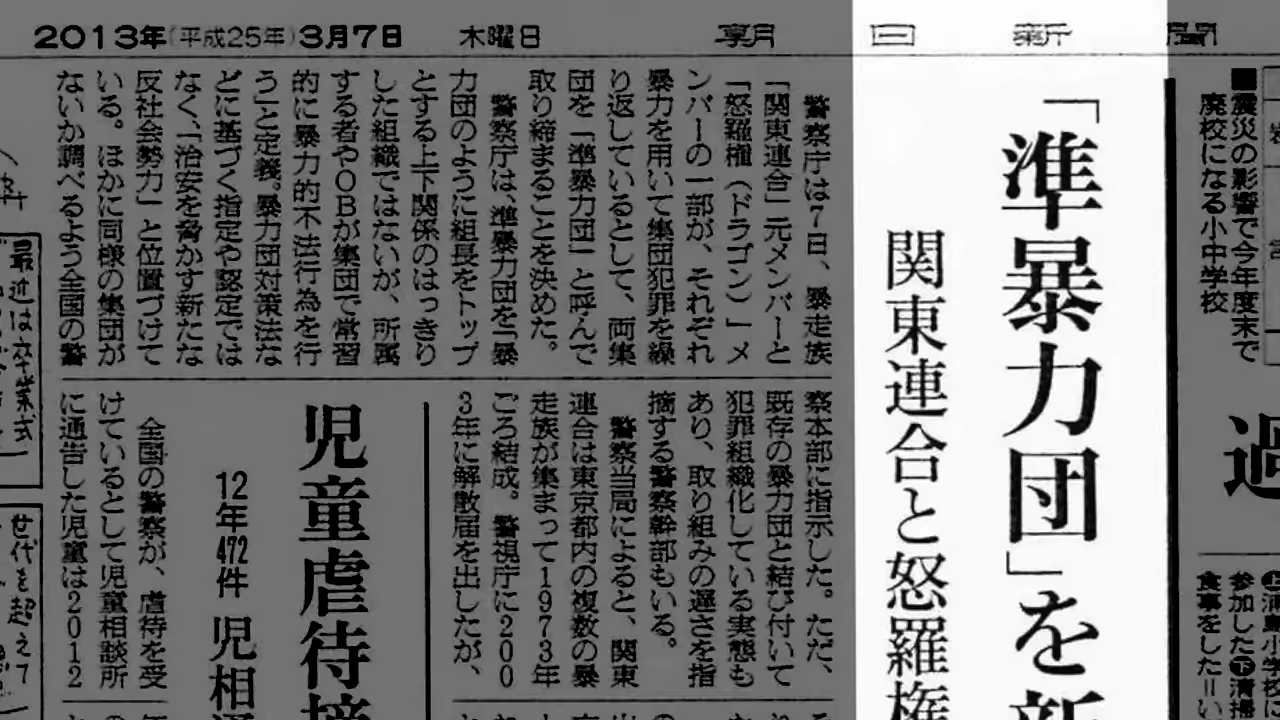 2013年(平成25年)3月7日 木曜日 朝日新聞
■震災の影響で今年度末で
廃校になる小中学校
過
「準暴力団」を新
関東連合と怒羅権
警察庁は7日、暴走族
「関東連合」元メンバーと
「怒羅権(ドラゴン)」メ
ンバーの一部が、それぞれ
暴力を用いて集団犯罪を繰
り返しているとして、両集
団を「準暴力団」と呼んで
取り締まることを決めた。
警察庁は、準暴力団を「暴
力団のように組長をトップ
とする上下関係のはっきり
した組織ではないが、所属
する者やOBが集団で常習
的に暴力的不法行為を行
う」と定義。暴力団対策法な
どに基づく指定や認定では
なく、「治安を脅かす新たな
反社会勢力」と位置づけて
いる。ほかに同様の集団が
ないか調べるよう全国の警
察本部に指示した。ただ、
既存の暴力団と結び付いて
犯罪組織化している実態も
あり、取り組みの遅さを指
摘する警察幹部もいる。
警察当局によると、関東
連合は東京都内の複数の暴
走族が集まって1973年
ごろ結成。警視庁に200
3年に解散届を出したが、
児童虐待
12年472件 児相
全国の警察が、虐待を受
けているとして児童相談所
に通告した児童は2012
参加した㊦清掃
食事をした=い
最近は卒業式
世代を超えて